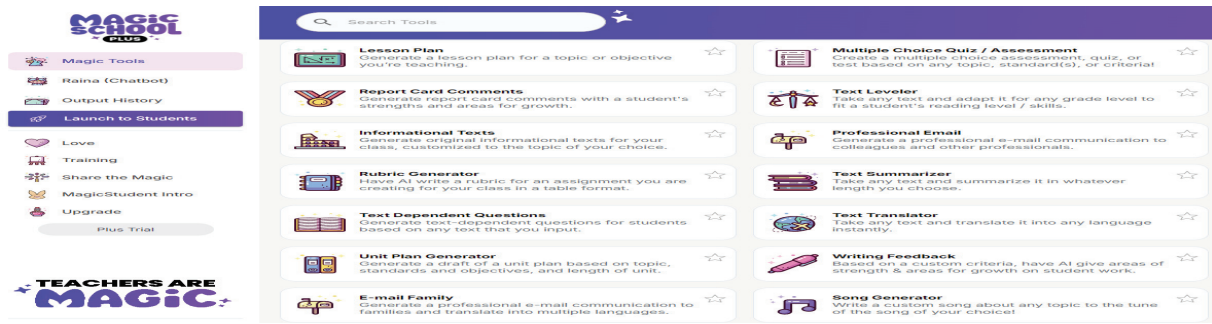 MAGIC
SCHOOL
PLUS
Magic Tools
Raina (Chatbot)
Output History
Launch to Students
Love
Training
Share the Magic
MagicStudent Intro
Upgrade
Plus Trial
TEACHERS ARE
MAGIC
Search Tools
Lesson Plan
Generate a lesson plan for a topic or objective
you're teaching.
Multiple Choice Quiz / Assessment
Create a multiple choice assessment, quiz, or
test based on any topic, standard(s), or criteria!
Report Card Comments
Generate report card comments with a student's
strengths and areas for growth.
Text Leveler
Take any text and adapt it for any grade level to
fit a student's reading level / skills.
Informational Texts
Generate original informational texts for your
class, customized to the topic of your choice.
Professional Email
Generate a professional e-mail communication to
colleagues and other professionals.
Rubric Generator
Have AI write a rubric for an assignment you are
creating for your class in a table format.
Text Summarizer
Take any text and summarize it in whatever
length you choose.
Text Dependent Questions
Generate text-dependent questions for students
based on any text that you input.
Text Translator
Take any text and translate it into any language
instantly.
Unit Plan Generator
Generate a draft of a unit plan based on topic,
standards and objectives, and length of unit.
Writing Feedback
Based on a custom criteria, have AI give areas of
strength & areas for growth on student work.
E-mail Family
Generate a professional e-mail communication to
families and translate into multiple languages.
Song Generator
Write a custom song about any topic to the tune
of the song of your choice!